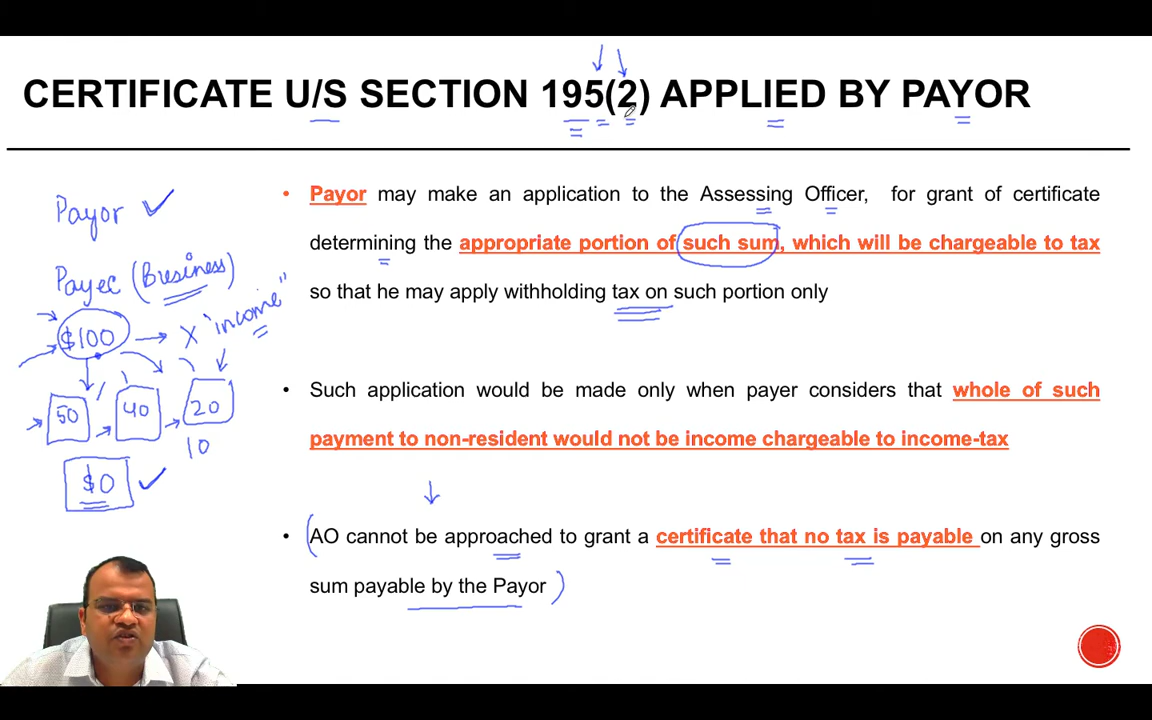 CERTIFICATE U/S SECTION 195(2) APPLIED BY PAYOR
• Payor may make an application to the Assessing Officer, for grant of certificate
determining the appropriate portion of such sum, which will be chargeable to tax
so that he may apply withholding tax on such portion only
• Such application would be made only when payer considers that whole of such
payment to non-resident would not be income chargeable to income-tax
• AO cannot be approached to grant a certificate that no tax is payable on any gross
sum payable by the Payor
Payor ✓
Payee (Business)
$100 → X "income"
50 40 20
10
$0 ✓